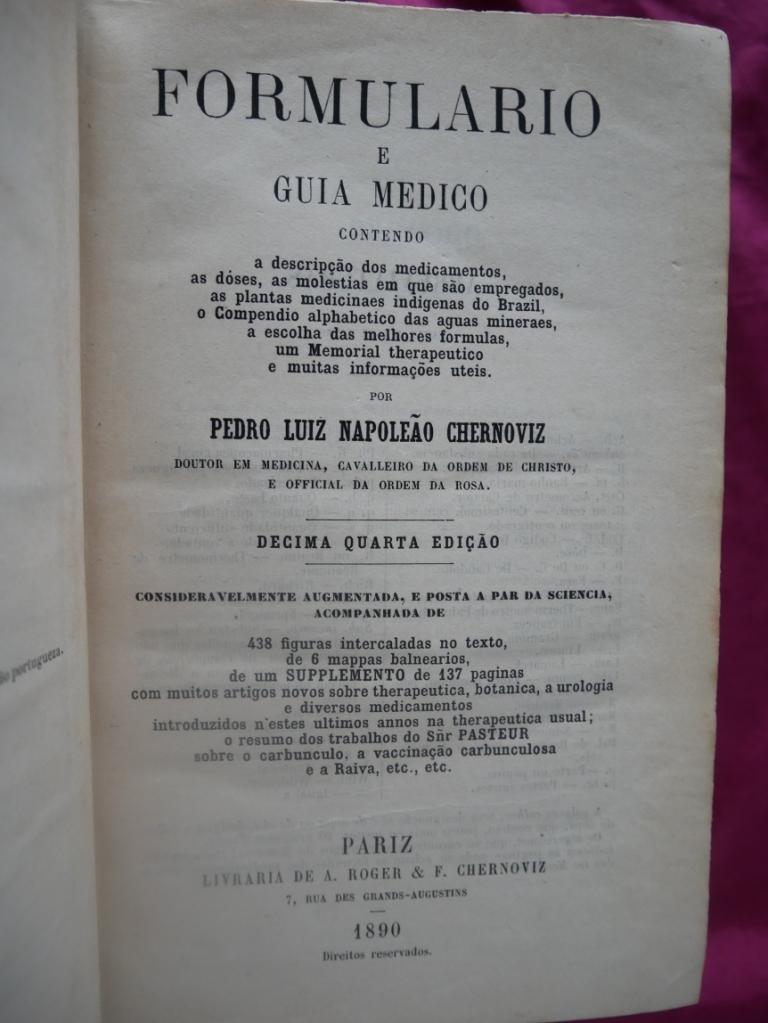 FORMULARIO
E
GUIA MEDICO
CONTENDO
a descripção dos medicamentos,
as dóses, as molestias em que são empregados,
as plantas medicinaes indigenas do Brazil,
o Compendio alphabetico das aguas mineraes,
a escolha das melhores formulas,
um Memorial therapeutico
e muitas informações uteis.
POR
PEDRO LUIZ NAPOLEÃO CHERNOVIZ
DOUTOR EM MEDICINA, CAVALLEIRO DA ORDEM DE CHRISTO,
E OFFICIAL DA ORDEM DA ROSA.
DECIMA QUARTA EDIÇÃO
CONSIDERAVELMENTE AUGMENTADA, E POSTA A PAR DA SCIENCIA,
ACOMPANHADA DE
438 figuras intercaladas no texto,
de 6 mappas balnearios,
de um SUPPLEMENTO de 137 paginas
com muitos artigos novos sobre therapeutica, botanica, a urologia
e diversos medicamentos
introduzidos n'estes ultimos annos na therapeutica usual;
o resumo dos trabalhos do Sñr PASTEUR
sobre o carbunculo, a vaccinação carbunculosa
e a Raiva, etc., etc.
portugueza.
PARIZ
LIVRARIA DE A. ROGER & F. CHERNOVIZ
7, RUA DES GRANDS-AUGUSTINS
1890
Direitos reservados.